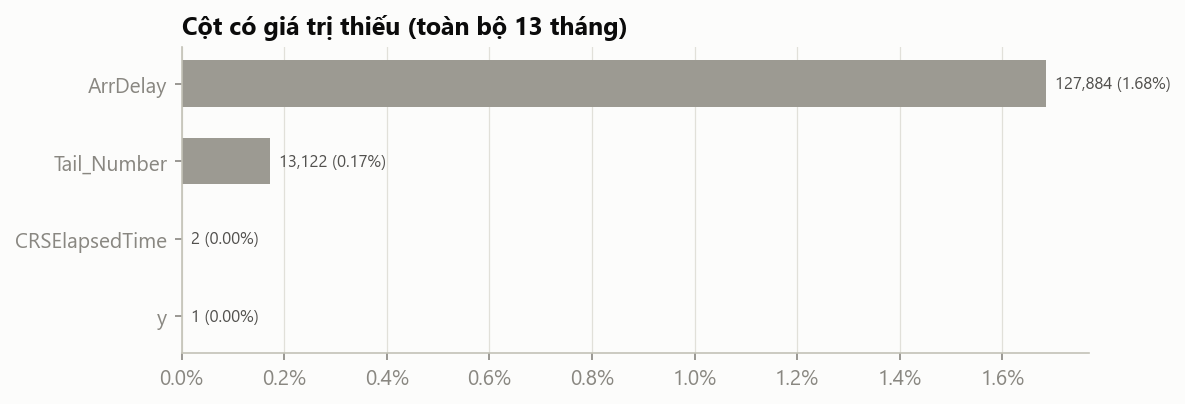 Cột có giá trị thiếu (toàn bộ 13 tháng)
ArrDelay
127,884 (1.68%)
Tail_Number
13,122 (0.17%)
CRSElapsedTime
2 (0.00%)
y
1 (0.00%)
0.0% 0.2% 0.4% 0.6% 0.8% 1.0% 1.2% 1.4% 1.6%